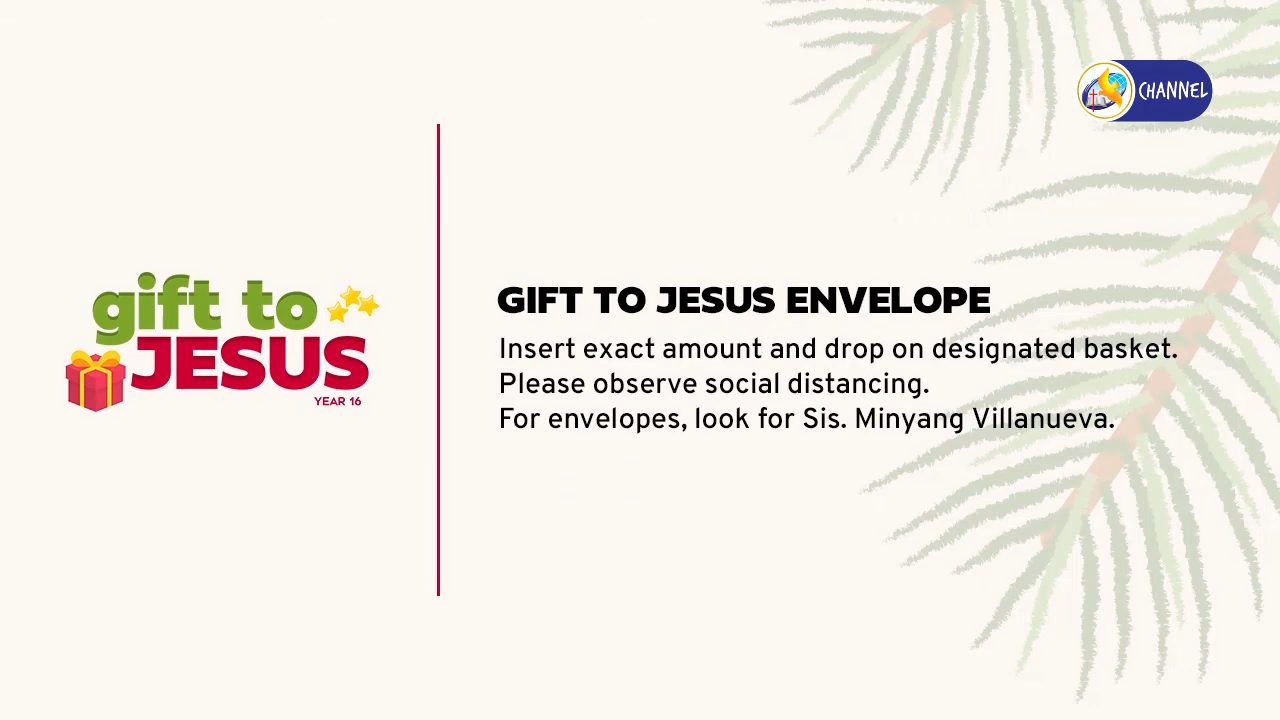 gift to
JESUS
YEAR 16
CHANNEL
GIFT TO JESUS ENVELOPE
Insert exact amount and drop on designated basket.
Please observe social distancing.
For envelopes, look for Sis. Minyang Villanueva.